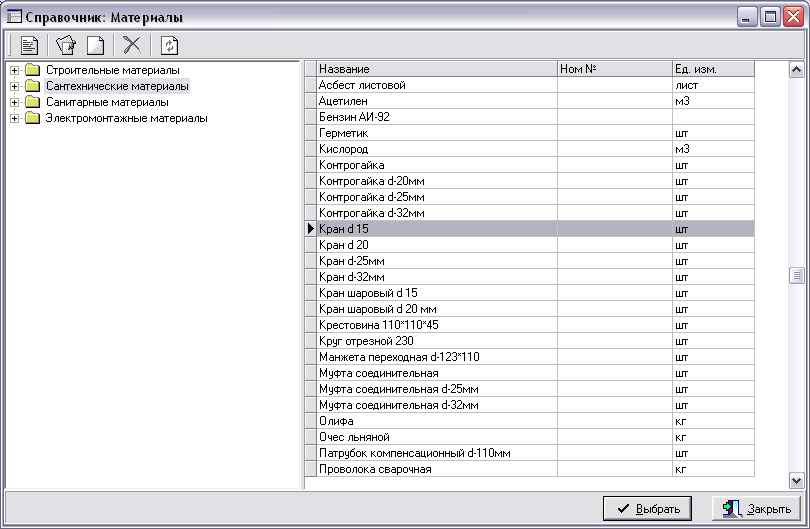 Справочник: Материалы
Строительные материалы
Сантехнические материалы
Санитарные материалы
Электромонтажные материалы
Название Ном № Ед. изм.
Асбест листовой лист
Ацетилен м3
Бензин АИ-92
Герметик шт
Кислород м3
Контрогайка шт
Контрогайка d-20мм шт
Контрогайка d-25мм шт
Контрогайка d-32мм шт
Кран d 15 шт
Кран d 20 шт
Кран d-25мм шт
Кран d-32мм шт
Кран шаровый d 15 шт
Кран шаровый d 20 мм шт
Крестовина 110*110*45 шт
Круг отрезной 230 шт
Манжета переходная d-123*110 шт
Муфта соединительная шт
Муфта соединительная d-25мм шт
Муфта соединительная d-32мм шт
Олифа кг
Очес льняной кг
Патрубок компенсационный d-110мм шт
Проволока сварочная кг
Выбрать Закрыть